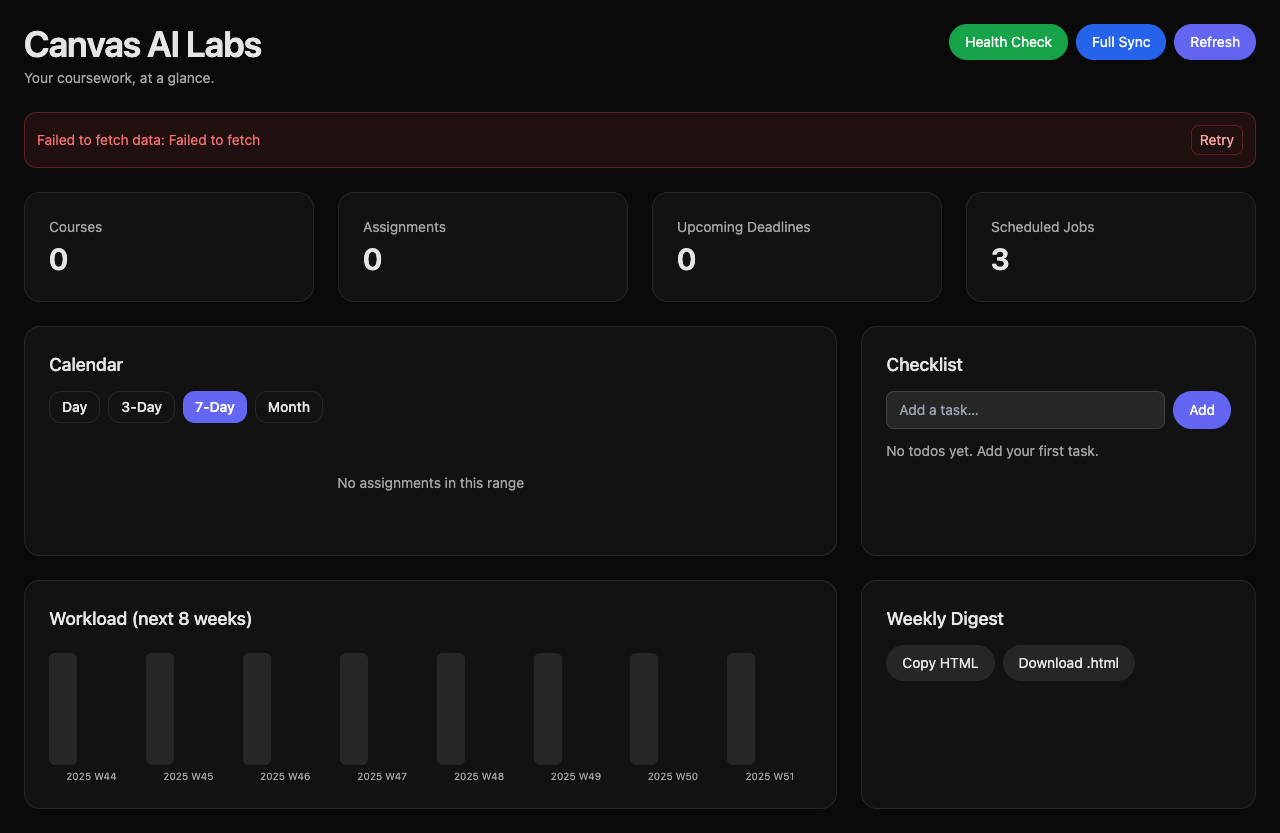 Canvas AI Labs
Health Check
Full Sync
Refresh
Your coursework, at a glance.
Failed to fetch data: Failed to fetch
Retry
Courses
0
Assignments
0
Upcoming Deadlines
0
Scheduled Jobs
3
Calendar
Day
3-Day
7-Day
Month
No assignments in this range
Checklist
Add a task...
Add
No todos yet. Add your first task.
Workload (next 8 weeks)
2025 W44
2025 W45
2025 W46
2025 W47
2025 W48
2025 W49
2025 W50
2025 W51
Weekly Digest
Copy HTML
Download .html